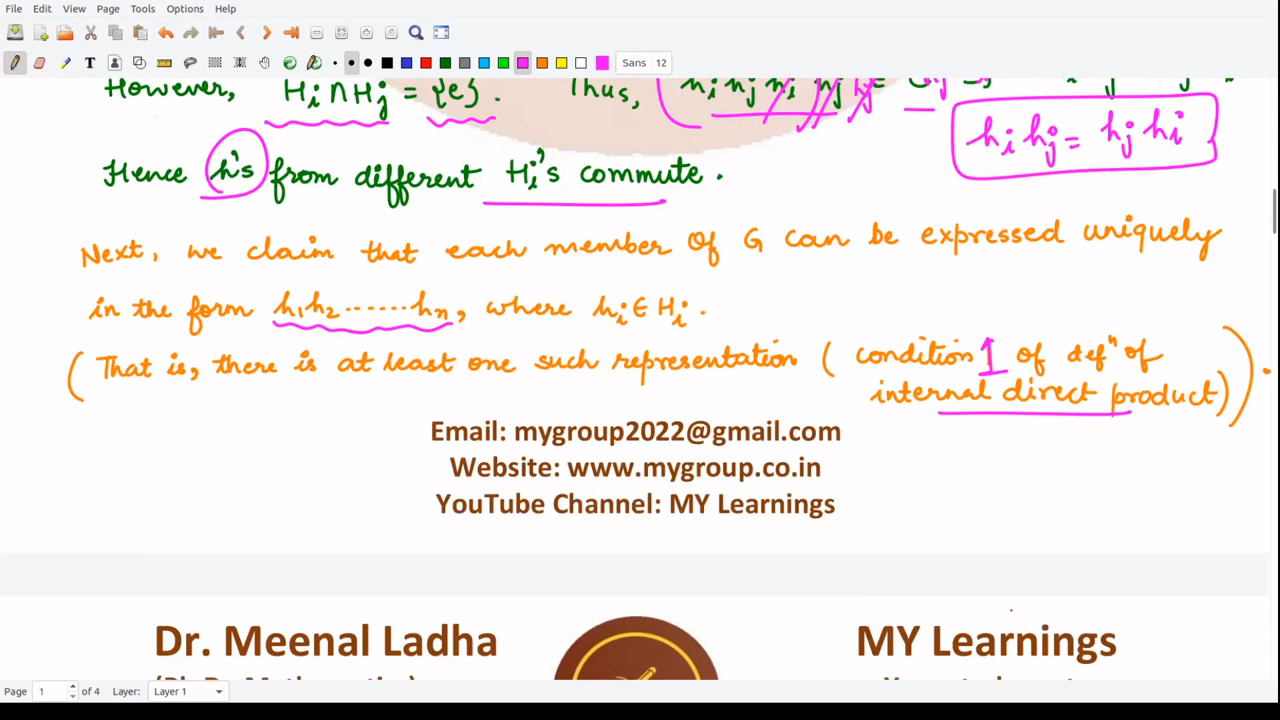 File Edit View Page Tools Options Help
Sans 12
However, Hi ∩ Hj = {e}. Thus,
hi hj = hj hi
Hence h's from different Hi's commute.
Next, we claim that each member of G can be expressed uniquely
in the form h1h2 ...... hn, where hi ∈ Hi.
(That is, there is at least one such representation (condition 1 of defn of
internal direct product)).
Email: mygroup2022@gmail.com
Website: www.mygroup.co.in
YouTube Channel: MY Learnings
Dr. Meenal Ladha
MY Learnings
Page 1 of 4 Layer: Layer 1